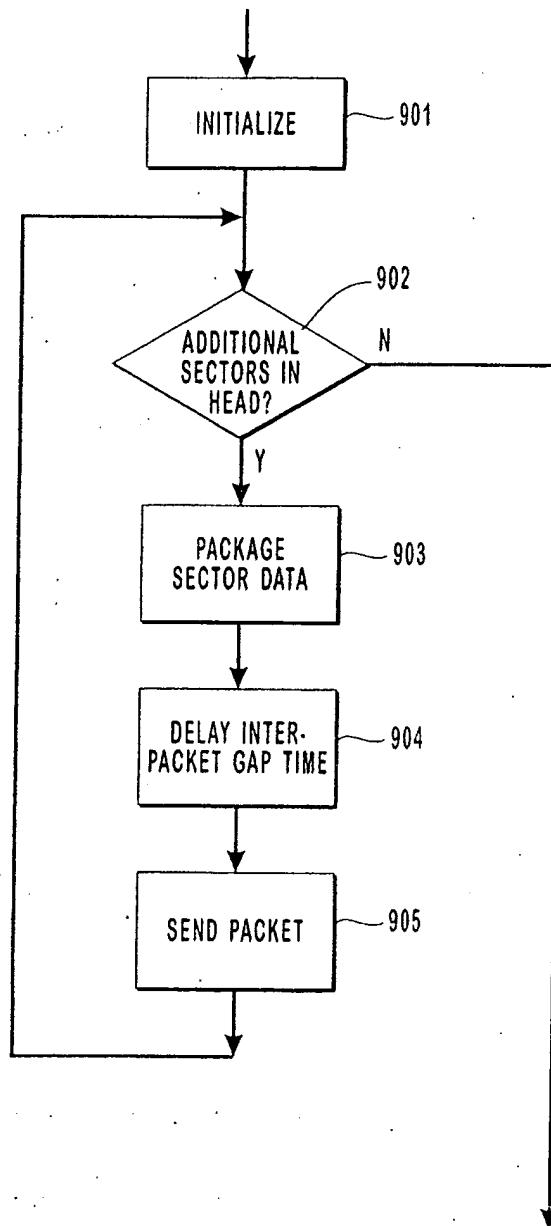 INITIALIZE
901
902
ADDITIONAL
SECTORS IN
HEAD?
N
Y
PACKAGE
SECTOR DATA
903
DELAY INTER-
PACKET GAP TIME
904
SEND PACKET
905